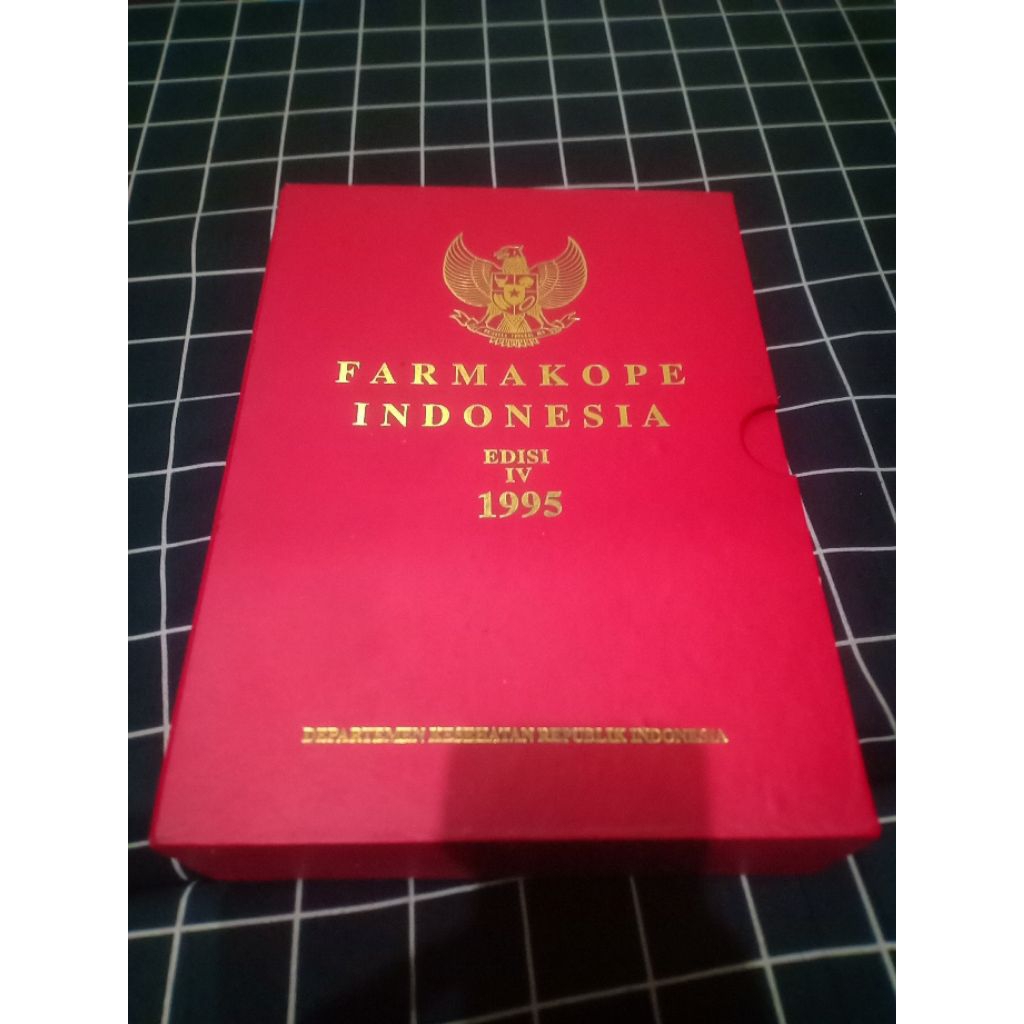 FARMAKOPE
INDONESIA
EDISI
IV
1995
DEPARTEMEN KESEHATAN REPUBLIK INDONESIA